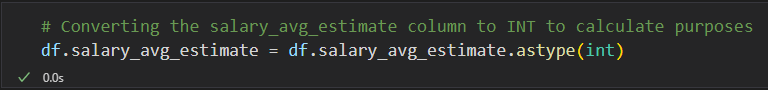 # Converting the salary_avg_estimate column to INT to calculate purposes
df.salary_avg_estimate = df.salary_avg_estimate.astype(int)
0.0s